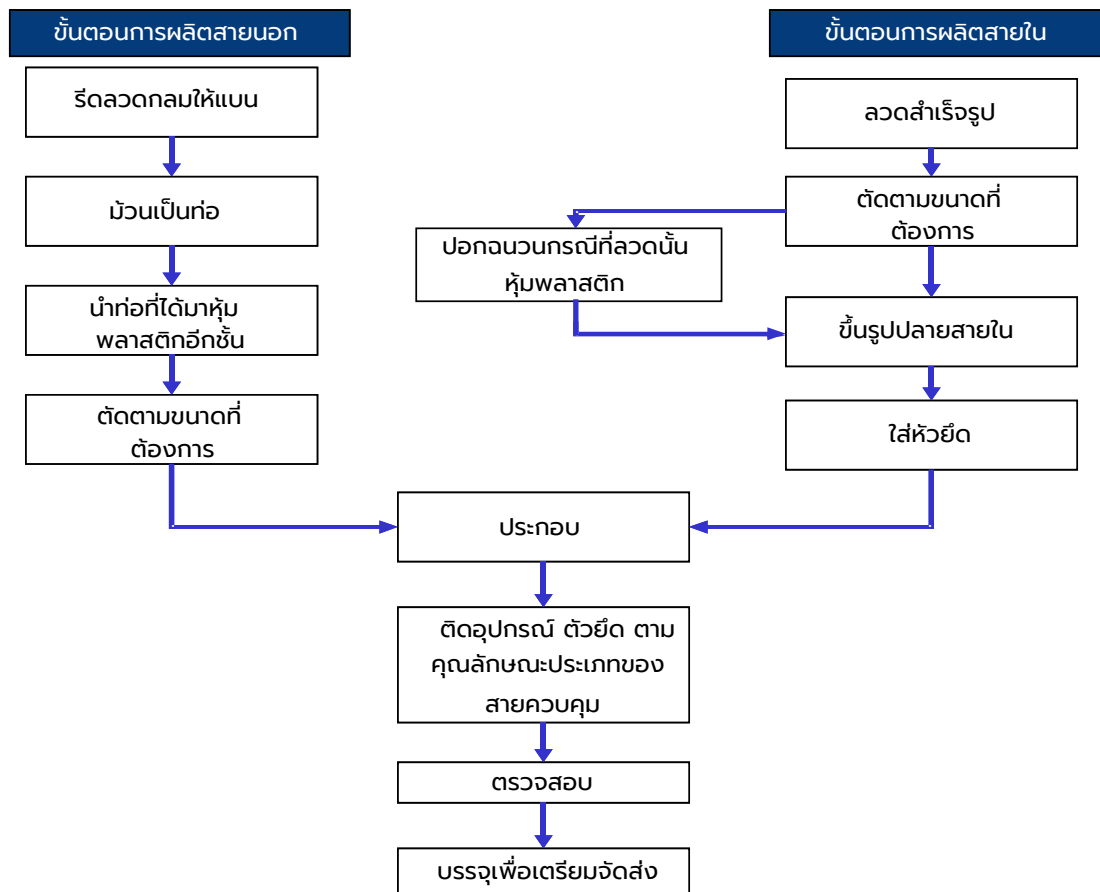 ขั้นตอนการผลิตสายนอก
ขั้นตอนการผลิตสายใน
รีดลวดกลมให้แบน
ม้วนเป็นท่อ
นำท่อที่ได้มาหุ้ม
พลาสติกอีกชั้น
ตัดตามขนาดที่
ต้องการ
ลวดสำเร็จรูป
ตัดตามขนาดที่
ต้องการ
ปอกฉนวนกรณีที่ลวดนั้น
หุ้มพลาสติก
ขึ้นรูปปลายสายใน
ใส่หัวยึด
ประกอบ
ติดอุปกรณ์ ตัวยึด ตาม
คุณลักษณะประเภทของ
สายควบคุม
ตรวจสอบ
บรรจุเพื่อเตรียมจัดส่ง